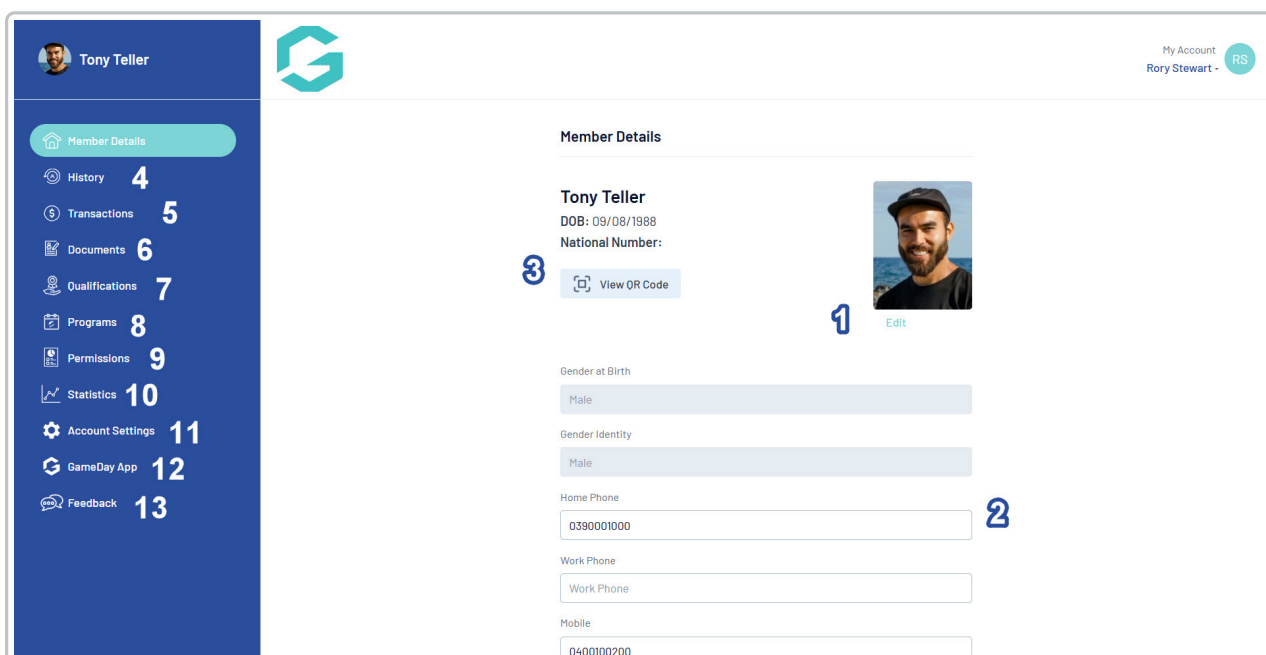 Tony Teller
My Account
Rory Stewart -
RS
Member Details
History 4
Transactions 5
Documents 6
Qualifications 7
Programs 8
Permissions 9
Statistics 10
Account Settings 11
GameDay App 12
Feedback 13
Member Details
Tony Teller
DOB: 09/08/1988
National Number:
3 View QR Code
1 Edit
Gender at Birth
Male
Gender Identity
Male
Home Phone
0390001000 2
Work Phone
Work Phone
Mobile
0400100200